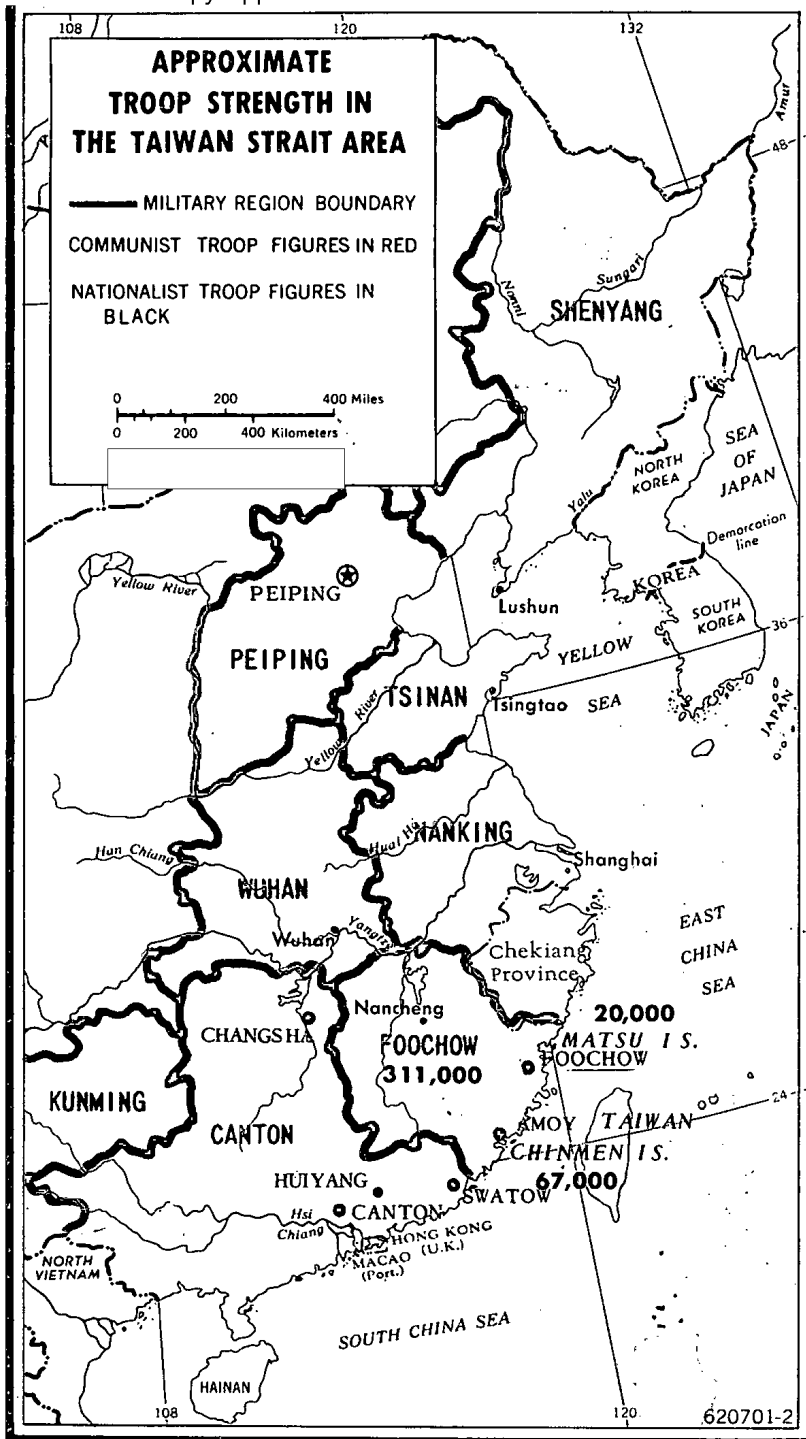 108
120
132
APPROXIMATE
TROOP STRENGTH IN
THE TAIWAN STRAIT AREA
MILITARY REGION BOUNDARY
COMMUNIST TROOP FIGURES IN RED
NATIONALIST TROOP FIGURES IN
BLACK
0 200 400 Miles
0 200 400 Kilometers
Amur
48
Nonni
Sungari
SHENYANG
SEA
OF
JAPAN
NORTH
KOREA
Yalu
Demarcation
line
Yellow River
PEIPING
Lushun
KOREA
SOUTH
KOREA
36
PEIPING
YELLOW
SEA
TSINAN
Tsingtao
JAPAN
Yellow River
Han Chiang
Huai Ho
NANKING
Shanghai
WUHAN
Wuhan
Yangtze
Chekiang
Province
EAST
CHINA
SEA
Nancheng
20,000
MATSU IS.
CHANGSHA
FOOCHOW
311,000
FOOCHOW
KUNMING
24
CANTON
AMOY
TAIWAN
CHINMEN IS.
67,000
HUIYANG
SWATOW
CANTON
Hsi
Chiang
HONG KONG
(U.K.)
MACAO
(Port.)
NORTH
VIETNAM
SOUTH CHINA SEA
HAINAN
108
120
620701-2